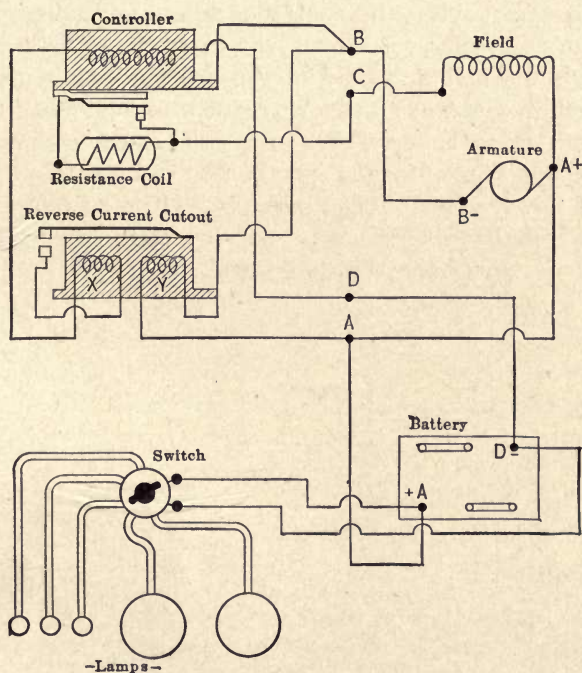 Controller
B
Field
C
Armature
A+
Resistance Coil
B-
Reverse Current Cutout
X
Y
D
A
Battery
D-
Switch
+A
-Lamps-